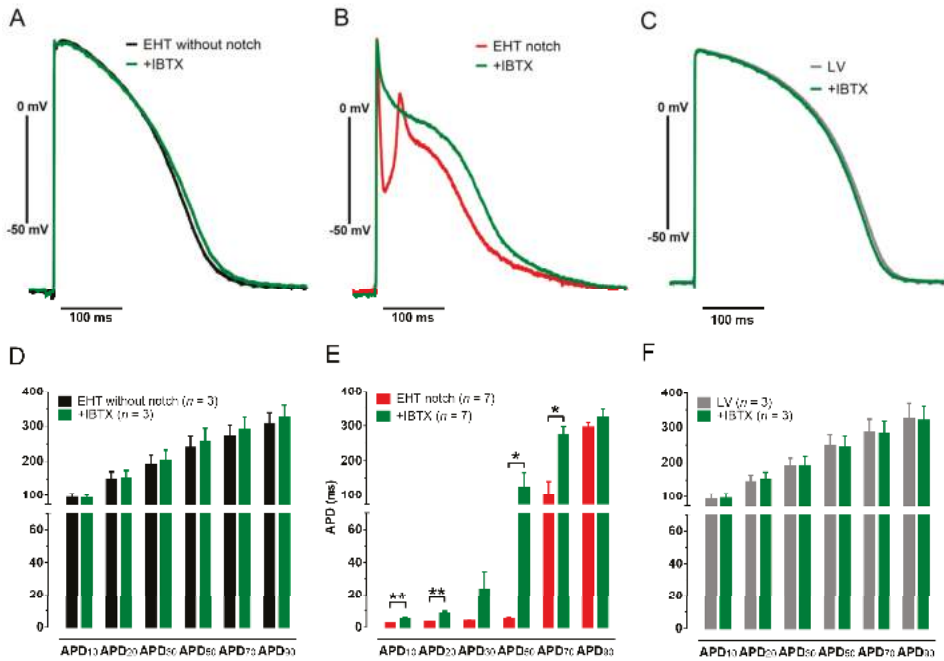 A
EHT without notch
+IBTX
0 mV
-50 mV
100 ms
B
EHT notch
+IBTX
0 mV
-50 mV
100 ms
C
LV
+IBTX
0 mV
-50 mV
100 ms
D
EHT without notch (n = 3)
+IBTX (n = 3)
400
300
200
100
60
40
20
0
APD10 APD20 APD30 APD50 APD70 APD90
E
EHT notch (n = 7)
+IBTX (n = 7)
APD (ms)
400
300
200
100
60
40
20
0
** ** * *
APD10 APD20 APD30 APD50 APD70 APD90
F
LV (n = 3)
+IBTX (n = 3)
400
300
200
100
60
40
20
0
APD10 APD20 APD30 APD50 APD70 APD90